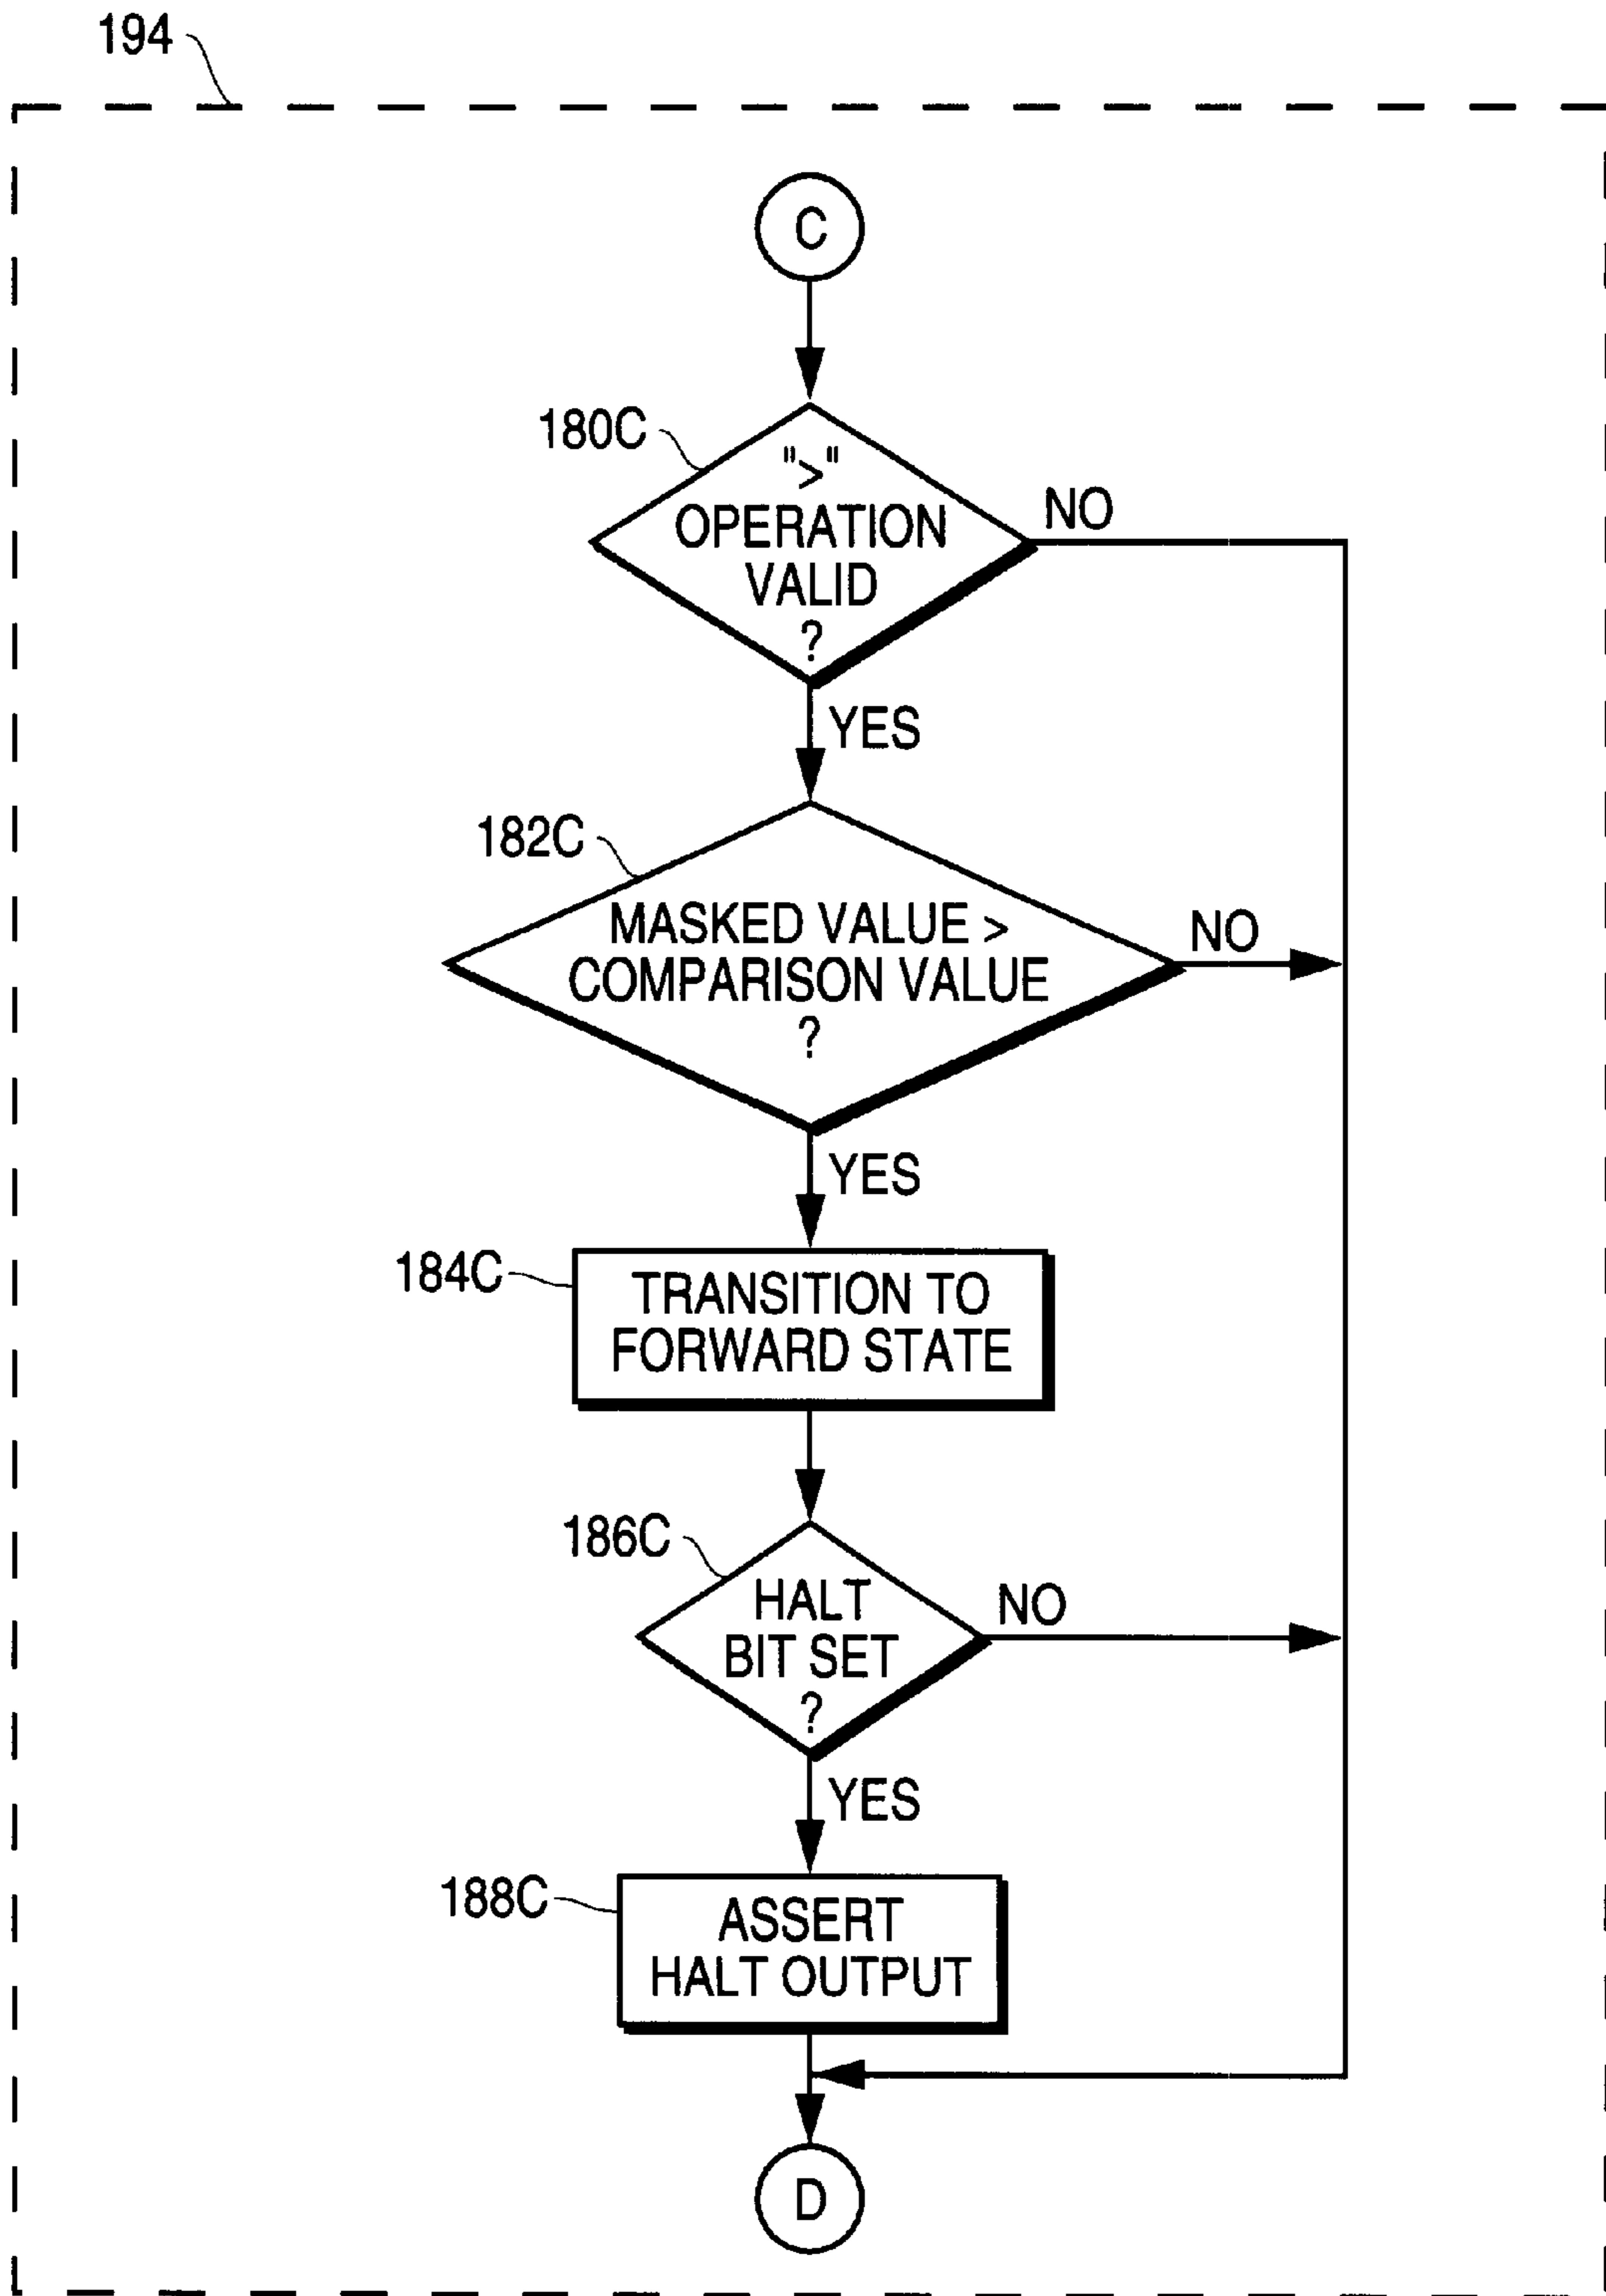 194
C
180C
">"
OPERATION
VALID
?
NO
YES
182C
MASKED VALUE >
COMPARISON VALUE
?
NO
YES
184C
TRANSITION TO
FORWARD STATE
186C
HALT
BIT SET
?
NO
YES
188C
ASSERT
HALT OUTPUT
D